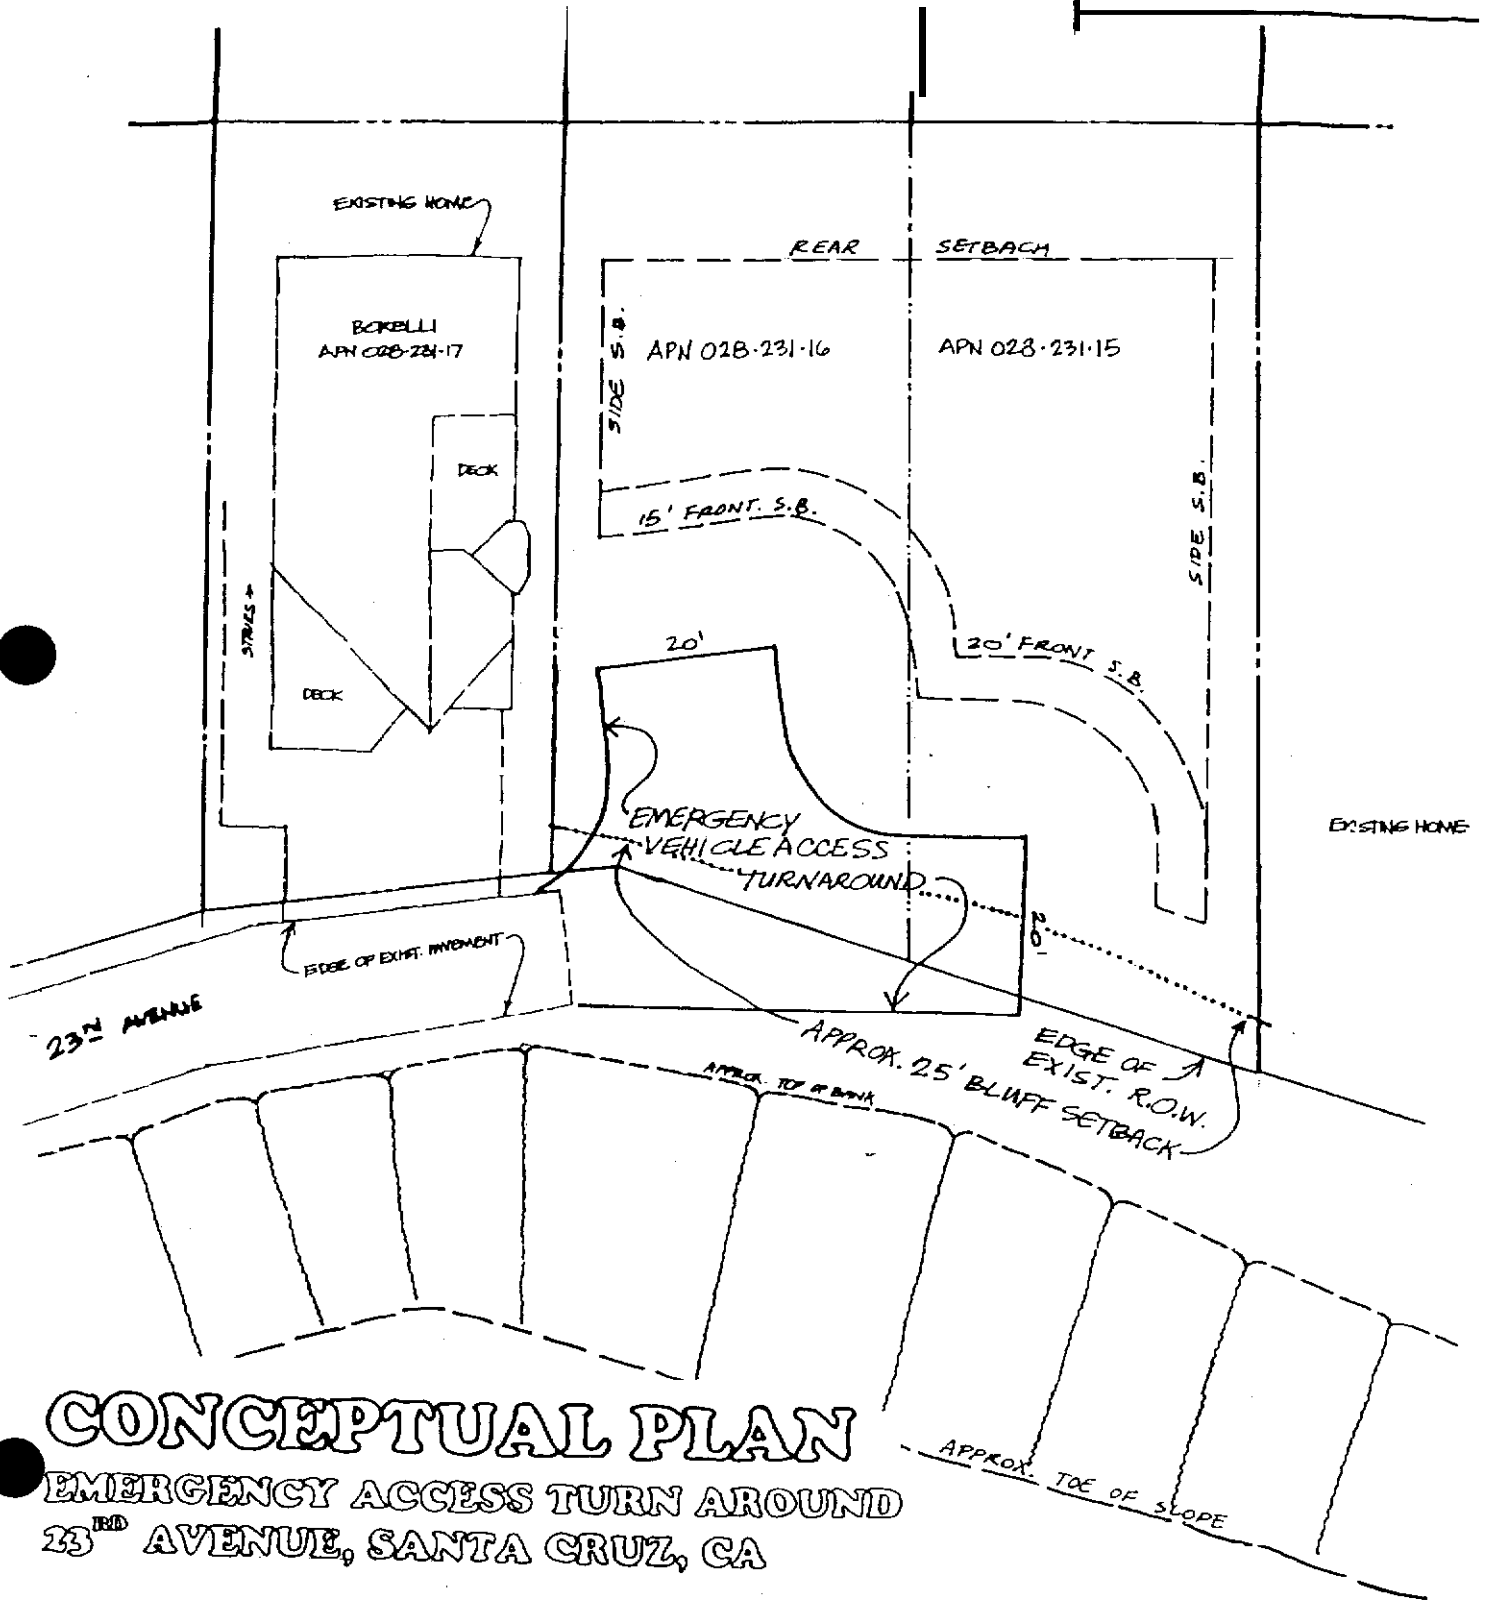 EXISTING HOME
REAR SETBACH
BORELLI
APN 028-231-17
SIDE S.B.
APN 028-231-16
APN 028-231-15
DECK
15' FRONT. S.B.
SIDE S.B.
STAIRS
20'
20' FRONT S.B.
DECK
EMERGENCY
VEHICLE ACCESS
TURNAROUND
EXISTING HOME
20'
EDGE OF EXIST. PAVEMENT
23RD AVENUE
APPROX. 25' BLUFF SETBACK
EDGE OF
EXIST. R.O.W.
APPROX. TOP OF BANK
CONCEPTUAL PLAN
EMERGENCY ACCESS TURN AROUND
23RD AVENUE, SANTA CRUZ, CA
APPROX. TOE OF SLOPE